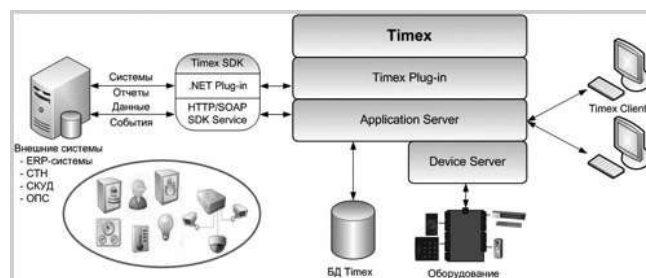 Timex
Timex SDK
Системы
.NET Plug-in
Timex Plug-in
Отчеты
Данные
HTTP/SOAP
SDK Service
Application Server
События
Timex Client
Внешние системы
- ERP-системы
- СТН
- СКУД
- ОПС
Device Server
БД Timex
Оборудование